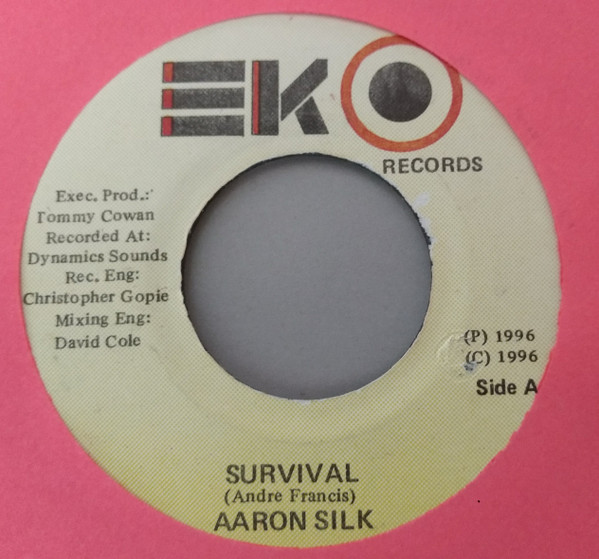 EKO
RECORDS
Exec. Prod.:
Tommy Cowan
Recorded At:
Dynamics Sounds
Rec. Eng:
Christopher Gopie
Mixing Eng:
David Cole
(P) 1996
(C) 1996
Side A
SURVIVAL
(Andre Francis)
AARON SILK